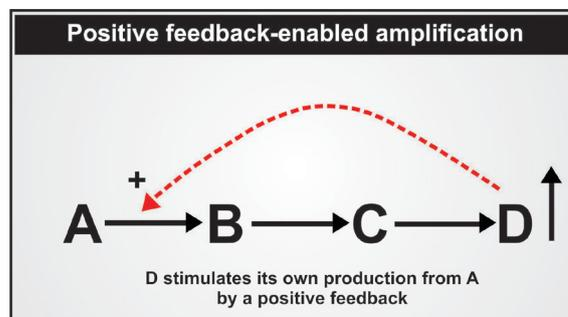 Positive feedback-enabled amplification
+
A B C D
D stimulates its own production from A
by a positive feedback